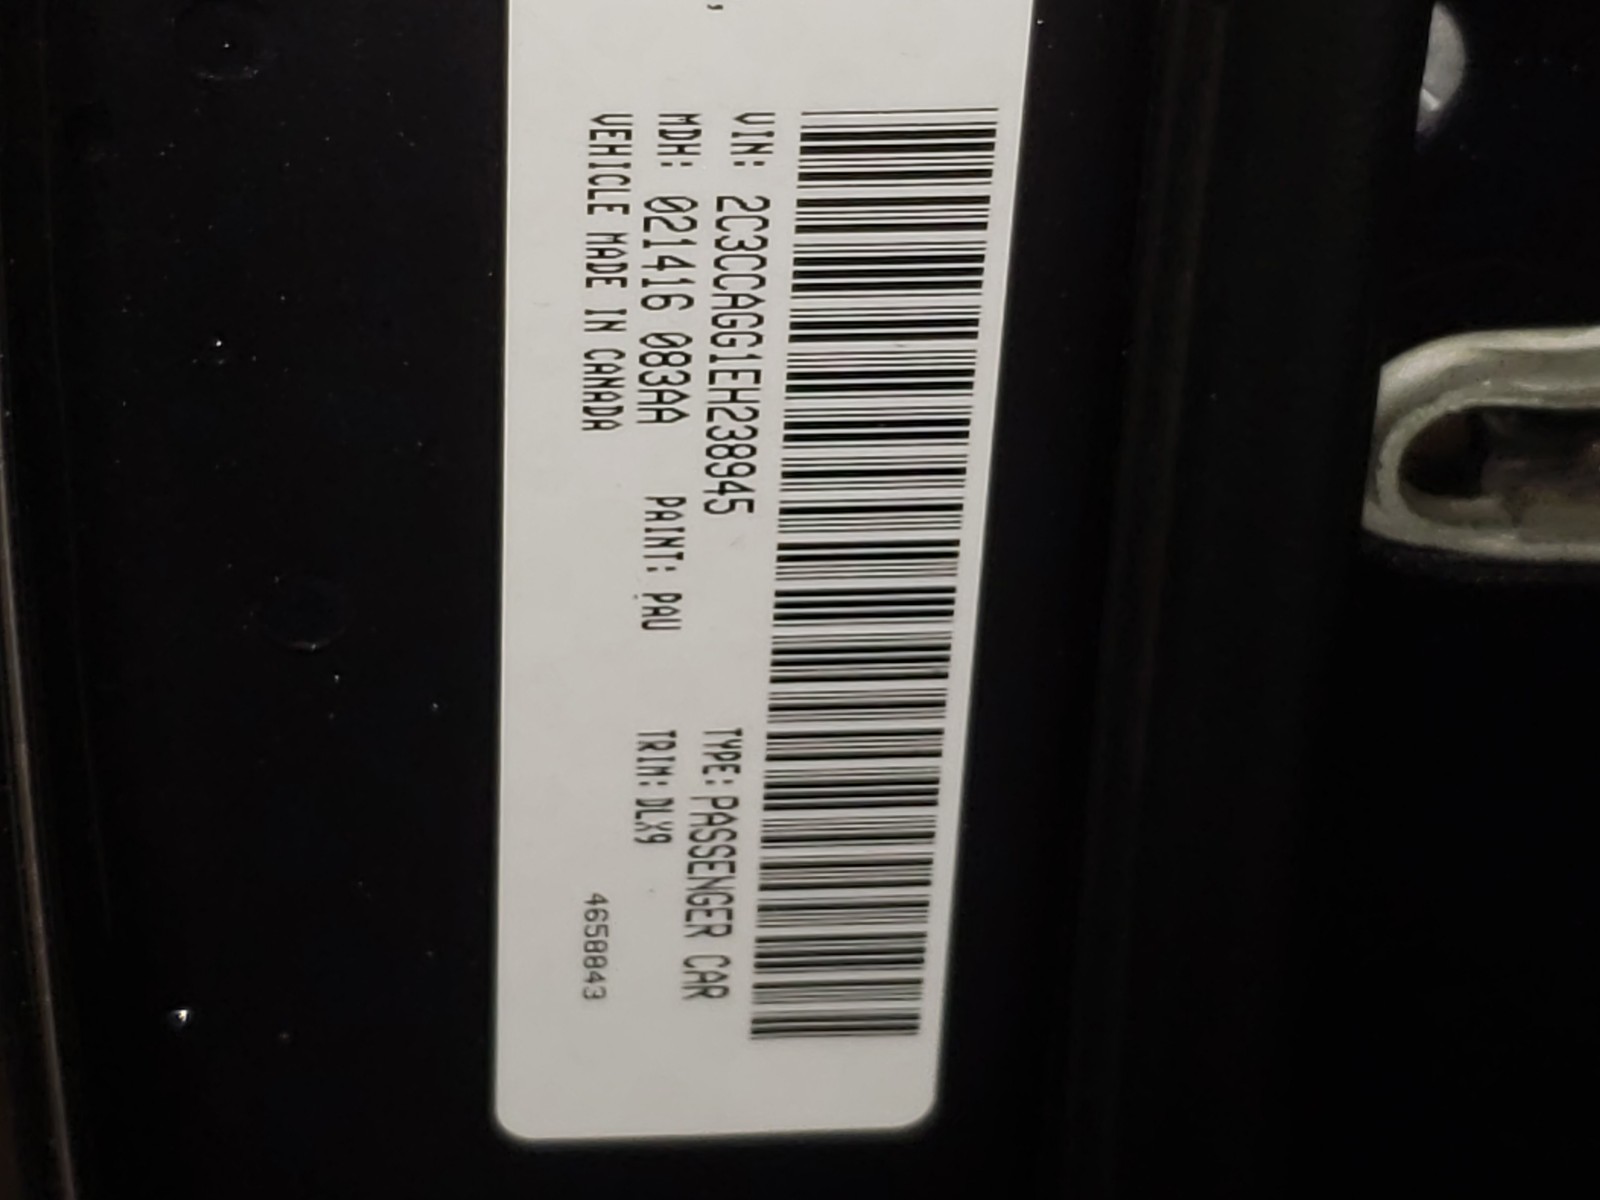 VIN: 2C3CCAGG1EH238945 TYPE: PASSENGER CAR
MDH: 021416 083AA PAINT: PAU TRIM: DLX9
VEHICLE MADE IN CANADA
4658843